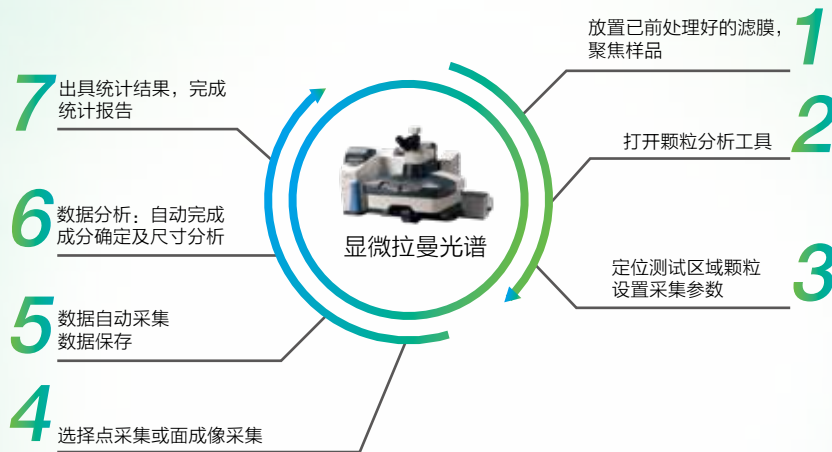 1
放置已前处理好的滤膜，
聚焦样品
2
打开颗粒分析工具
3
定位测试区域颗粒
设置采集参数
4
选择点采集或面成像采集
5
数据自动采集
数据保存
6
数据分析：自动完成
成分确定及尺寸分析
7
出具统计结果，完成
统计报告
显微拉曼光谱